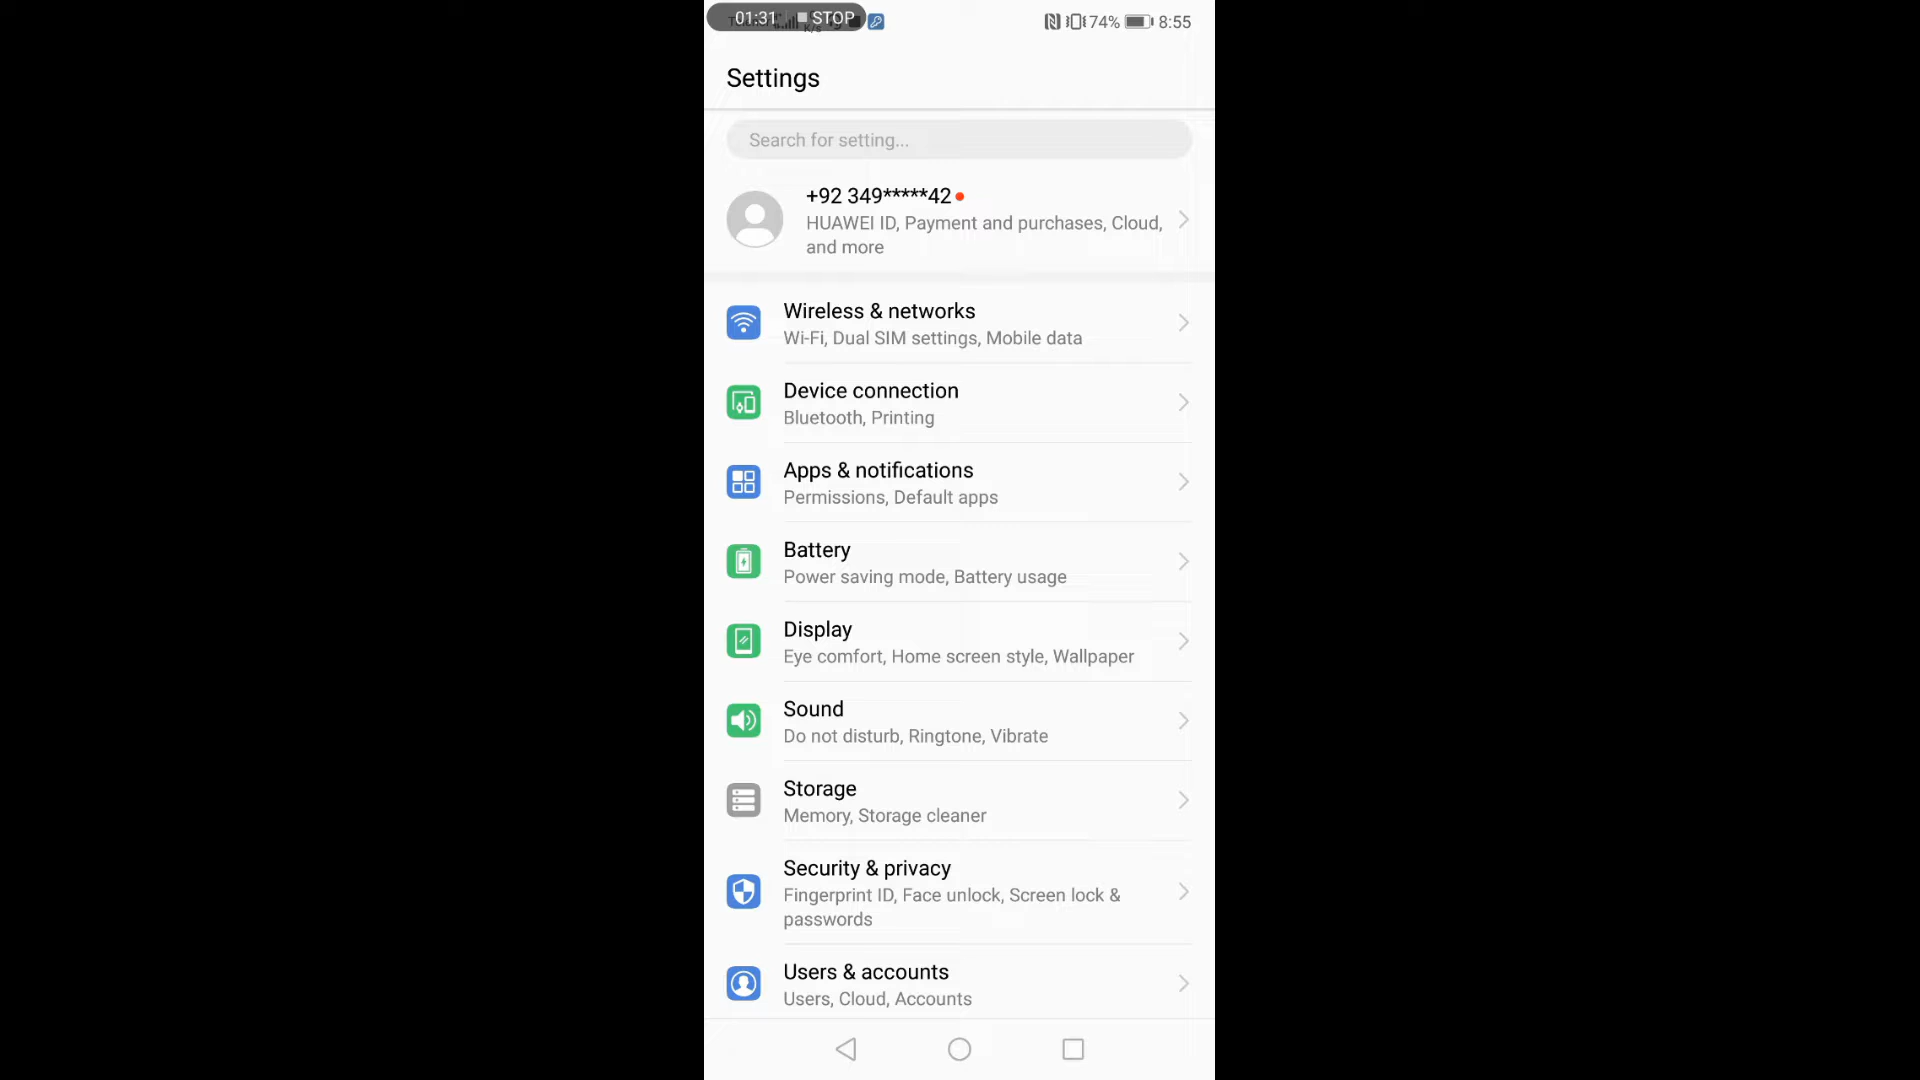 01:31 STOP
K/s
74% 8:55
Settings
Search for setting...
+92 349*****42
HUAWEI ID, Payment and purchases, Cloud,
and more
Wireless & networks
Wi-Fi, Dual SIM settings, Mobile data
Device connection
Bluetooth, Printing
Apps & notifications
Permissions, Default apps
Battery
Power saving mode, Battery usage
Display
Eye comfort, Home screen style, Wallpaper
Sound
Do not disturb, Ringtone, Vibrate
Storage
Memory, Storage cleaner
Security & privacy
Fingerprint ID, Face unlock, Screen lock &
passwords
Users & accounts
Users, Cloud, Accounts